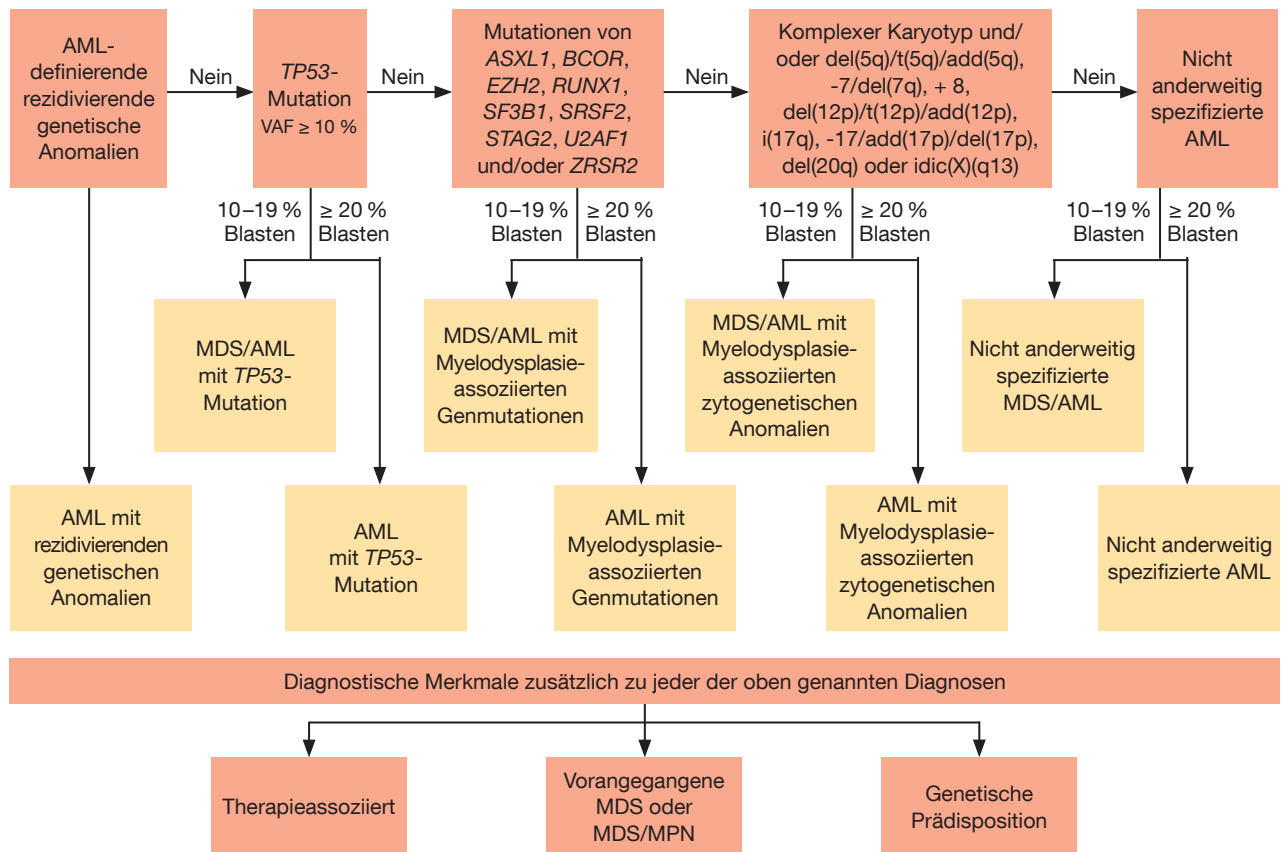 AML-
definierende
rezidivierende
genetische
Anomalien
Nein
TP53-
Mutation
VAF ≥ 10 %
Nein
Mutationen von
ASXL1, BCOR,
EZH2, RUNX1,
SF3B1, SRSF2,
STAG2, U2AF1
und/oder ZRSR2
Nein
Komplexer Karyotyp und/
oder del(5q)/t(5q)/add(5q),
-7/del(7q), + 8,
del(12p)/t(12p)/add(12p),
i(17q), -17/add(17p)/del(17p),
del(20q) oder idic(X)(q13)
Nein
Nicht
anderweitig
spezifizierte
AML
10–19 %
Blasten
≥ 20 %
Blasten
10–19 %
Blasten
≥ 20 %
Blasten
10–19 %
Blasten
≥ 20 %
Blasten
10–19 %
Blasten
≥ 20 %
Blasten
MDS/AML
mit TP53-
Mutation
MDS/AML mit
Myelodysplasie-
assoziierten
Genmutationen
MDS/AML mit
Myelodysplasie-
assoziierten
zytogenetischen
Anomalien
Nicht anderweitig
spezifizierte
MDS/AML
AML mit
rezidivierenden
genetischen
Anomalien
AML
mit TP53-
Mutation
AML mit
Myelodysplasie-
assoziierten
Genmutationen
AML mit
Myelodysplasie-
assoziierten
zytogenetischen
Anomalien
Nicht anderweitig
spezifizierte AML
Diagnostische Merkmale zusätzlich zu jeder der oben genannten Diagnosen
Therapieassoziiert
Vorangegangene
MDS oder
MDS/MPN
Genetische
Prädisposition